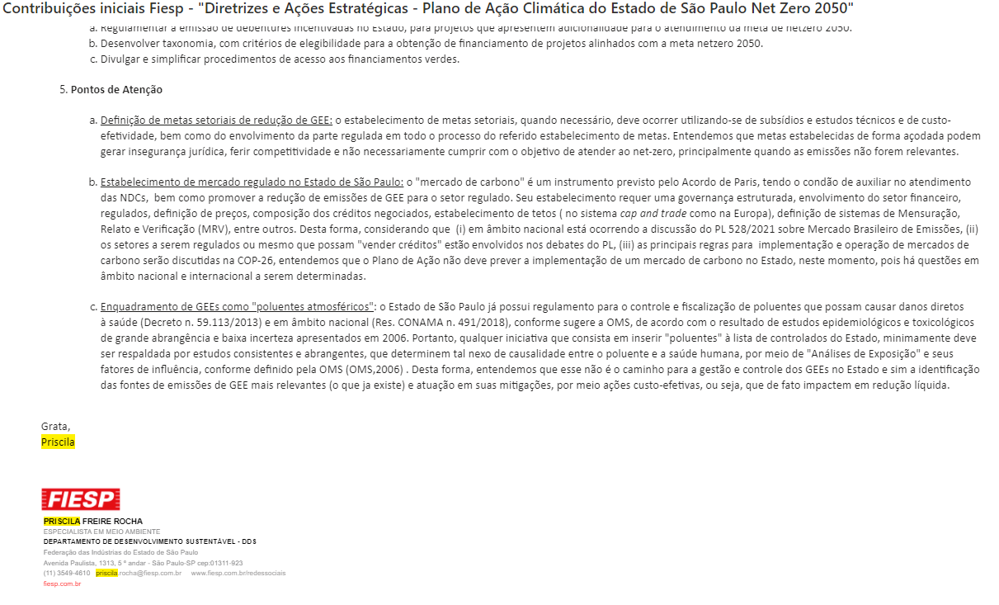 Contribuições iniciais Fiesp - "Diretrizes e Ações Estratégicas - Plano de Ação Climática do Estado de São Paulo Net Zero 2050"
a. Regulamentar a emissão de debêntures incentivadas no Estado, para projetos que apresentem adicionalidade para o atendimento da meta de netzero 2050.
b. Desenvolver taxonomia, com critérios de elegibilidade para a obtenção de financiamento de projetos alinhados com a meta netzero 2050.
c. Divulgar e simplificar procedimentos de acesso aos financiamentos verdes.
5. Pontos de Atenção
a. Definição de metas setoriais de redução de GEE: o estabelecimento de metas setoriais, quando necessário, deve ocorrer utilizando-se de subsídios e estudos técnicos e de custo-
efetividade, bem como do envolvimento da parte regulada em todo o processo do referido estabelecimento de metas. Entendemos que metas estabelecidas de forma açodada podem
gerar insegurança jurídica, ferir competitividade e não necessariamente cumprir com o objetivo de atender ao net-zero, principalmente quando as emissões não forem relevantes.
b. Estabelecimento de mercado regulado no Estado de São Paulo: o "mercado de carbono" é um instrumento previsto pelo Acordo de Paris, tendo o condão de auxiliar no atendimento
das NDCs, bem como promover a redução de emissões de GEE para o setor regulado. Seu estabelecimento requer uma governança estruturada, envolvimento do setor financeiro,
regulados, definição de preços, composição dos créditos negociados, estabelecimento de tetos ( no sistema cap and trade como na Europa), definição de sistemas de Mensuração,
Relato e Verificação (MRV), entre outros. Desta forma, considerando que (i) em âmbito nacional está ocorrendo a discussão do PL 528/2021 sobre Mercado Brasileiro de Emissões, (ii)
os setores a serem regulados ou mesmo que possam "vender créditos" estão envolvidos nos debates do PL, (iii) as principais regras para implementação e operação de mercados de
carbono serão discutidas na COP-26, entendemos que o Plano de Ação não deve prever a implementação de um mercado de carbono no Estado, neste momento, pois há questões em
âmbito nacional e internacional a serem determinadas.
c. Enquadramento de GEEs como "poluentes atmosféricos": o Estado de São Paulo já possui regulamento para o controle e fiscalização de poluentes que possam causar danos diretos
à saúde (Decreto n. 59.113/2013) e em âmbito nacional (Res. CONAMA n. 491/2018), conforme sugere a OMS, de acordo com o resultado de estudos epidemiológicos e toxicológicos
de grande abrangência e baixa incerteza apresentados em 2006. Portanto, qualquer iniciativa que consista em inserir "poluentes" à lista de controlados do Estado, minimamente deve
ser respaldada por estudos consistentes e abrangentes, que determinem tal nexo de causalidade entre o poluente e a saúde humana, por meio de "Análises de Exposição" e seus
fatores de influência, conforme definido pela OMS (OMS,2006) . Desta forma, entendemos que esse não é o caminho para a gestão e controle dos GEEs no Estado e sim a identificação
das fontes de emissões de GEE mais relevantes (o que ja existe) e atuação em suas mitigações, por meio ações custo-efetivas, ou seja, que de fato impactem em redução líquida.
Grata,
Priscila
FIESP
PRISCILA FREIRE ROCHA
ESPECIALISTA EM MEIO AMBIENTE
DEPARTAMENTO DE DESENVOLVIMENTO SUSTENTÁVEL - DDS
Federação das Indústrias do Estado de São Paulo
Avenida Paulista, 1313, 5 º andar - São Paulo-SP cep:01311-923
(11) 3549-4610 priscila.rocha@fiesp.com.br www.fiesp.com.br/redessociais
fiesp.com.br